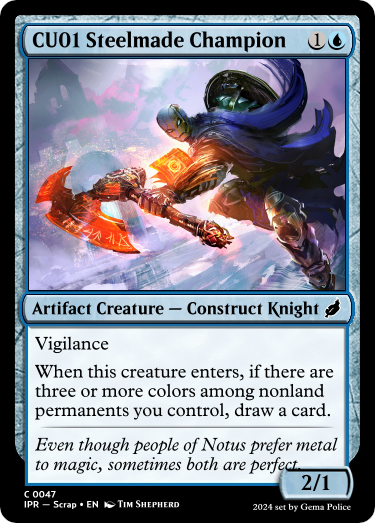 CU01 Steelmade Champion 1
Artifact Creature — Construct Knight
Vigilance
When this creature enters, if there are
three or more colors among nonland
permanents you control, draw a card.
Even though people of Notus prefer metal
to magic, sometimes both are perfect.
2/1
C 0047
IPR — Scrap • EN Tim Shepherd
2024 set by Gema Police